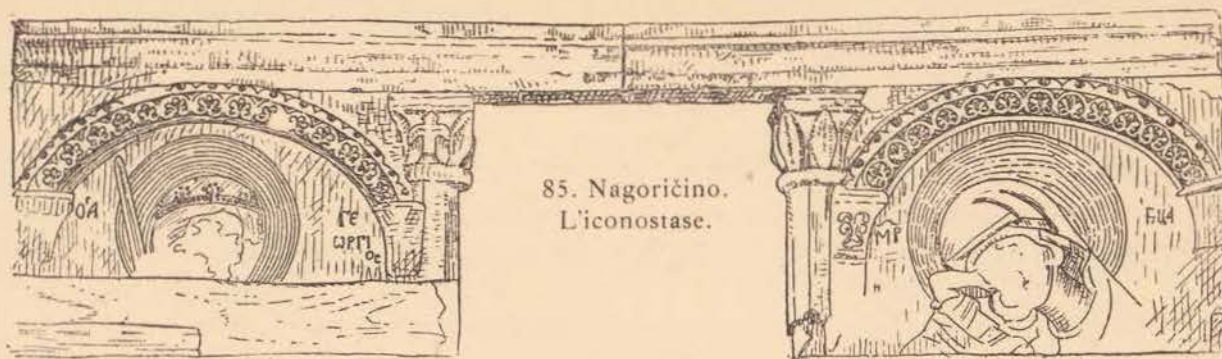 85. Nagoričino.
L'iconostase.
ΓΕ
ΩΡΓΙ
ος
ΜΡ